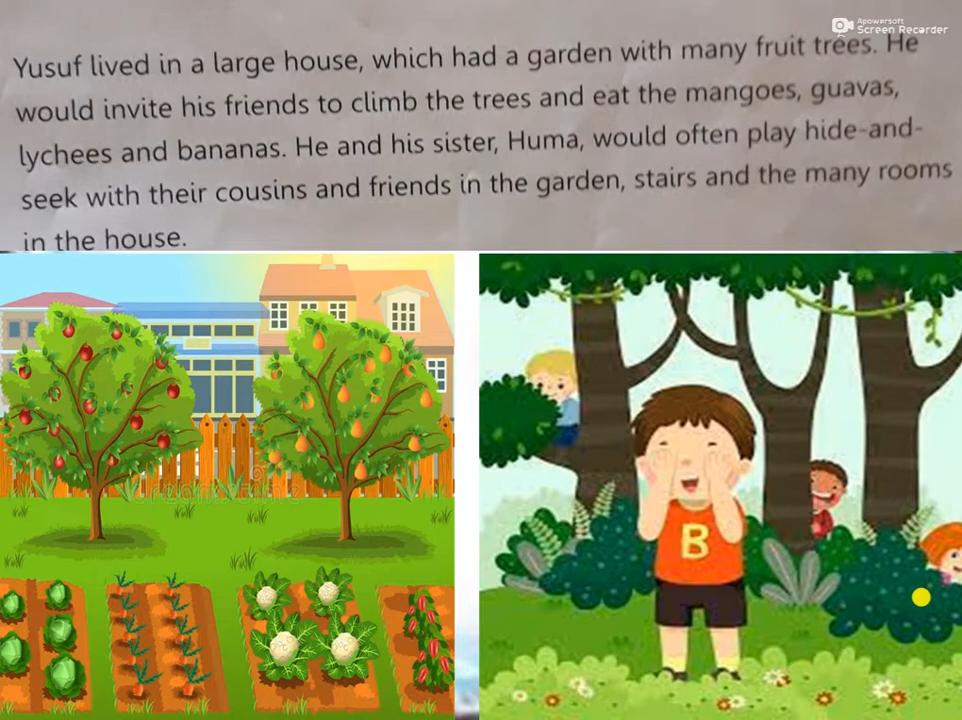 Apowersoft
Screen Recorder
Yusuf lived in a large house, which had a garden with many fruit trees. He
would invite his friends to climb the trees and eat the mangoes, guavas,
lychees and bananas. He and his sister, Huma, would often play hide-and-
seek with their cousins and friends in the garden, stairs and the many rooms
in the house.
B